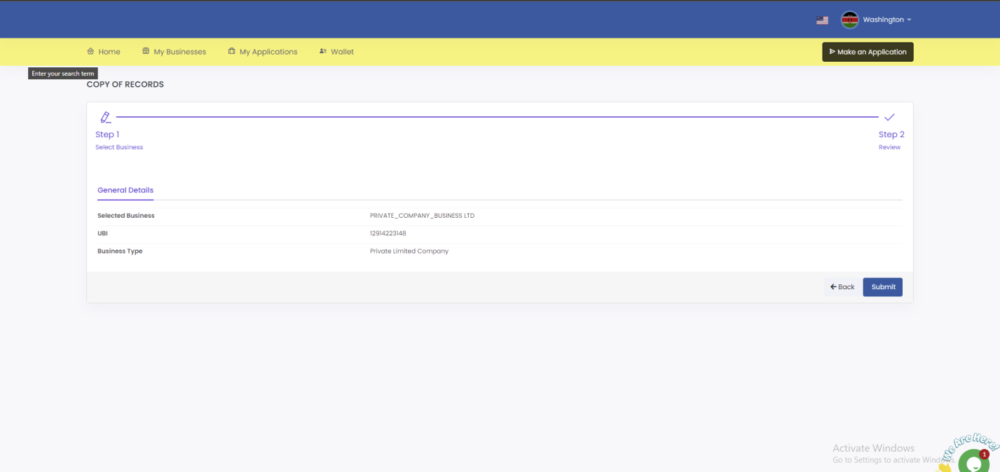 Washington
Home My Businesses My Applications Wallet Make an Application
Enter your search term
COPY OF RECORDS
Step 1 Step 2
Select Business Review
General Details
Selected Business PRIVATE_COMPANY_BUSINESS LTD
UBI 12914223148
Business Type Private Limited Company
Back Submit
Activate Windows
Go to Settings to activate Windows.
We Are Here!
1